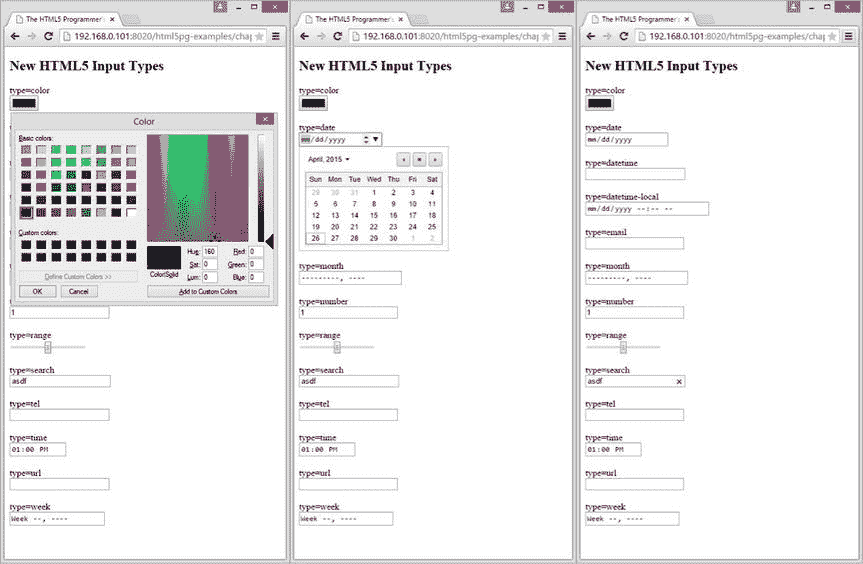 The HTML5 Programmer's
192.168.0.101:8020/html5pg-examples/chap
New HTML5 Input Types
type=color
Color
Basic colors:
Custom colors:
Define Custom Colors >>
OK
Cancel
Color|Solid
Hue: 160
Sat: 0
Lum: 0
Red: 0
Green: 0
Blue: 0
Add to Custom Colors
1
type=range
type=search
asdf
type=tel
type=time
01:00 PM
type=url
type=week
Week --, ----
The HTML5 Programmer's
192.168.0.101:8020/html5pg-examples/chap
New HTML5 Input Types
type=color
type=date
mm/dd/yyyy
April, 2015
Sun Mon Tue Wed Thu Fri Sat
29 30 31 1 2 3 4
5 6 7 8 9 10 11
12 13 14 15 16 17 18
19 20 21 22 23 24 25
26 27 28 29 30 1 2
type=month
---------, ----
type=number
1
type=range
type=search
asdf
type=tel
type=time
01:00 PM
type=url
type=week
Week --, ----
The HTML5 Programmer's
192.168.0.101:8020/html5pg-examples/chap
New HTML5 Input Types
type=color
type=date
mm/dd/yyyy
type=datetime
type=datetime-local
mm/dd/yyyy --:-- --
type=email
type=month
---------, ----
type=number
1
type=range
type=search
asdf
type=tel
type=time
01:00 PM
type=url
type=week
Week --, ----